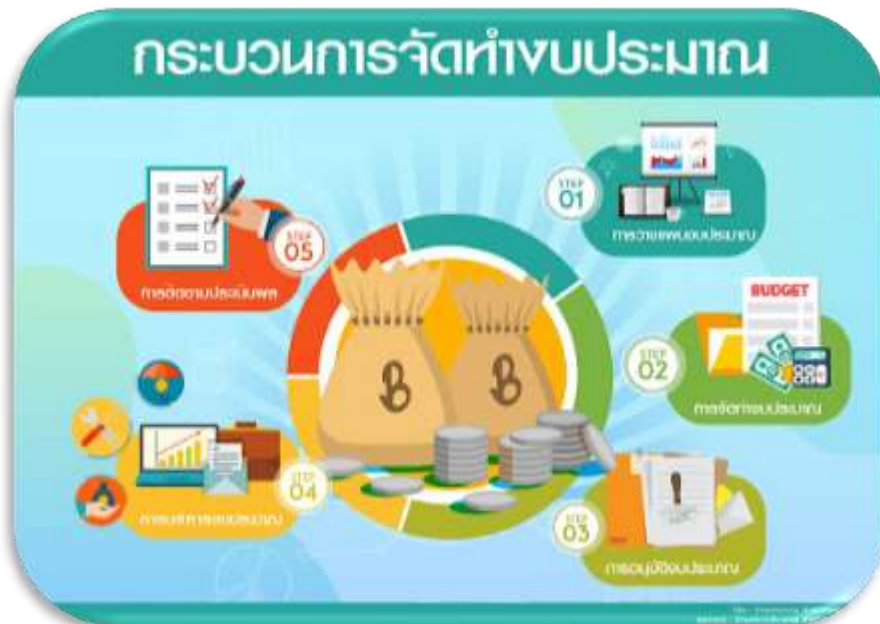 กระบวนการจัดทำงบประมาณ
STEP
01
การวางแผนงบประมาณ
BUDGET
STEP
02
การจัดทำงบประมาณ
STEP
03
การอนุมัติงบประมาณ
STEP
04
การบริหารงบประมาณ
STEP
05
การติดตามประเมินผล
B
B